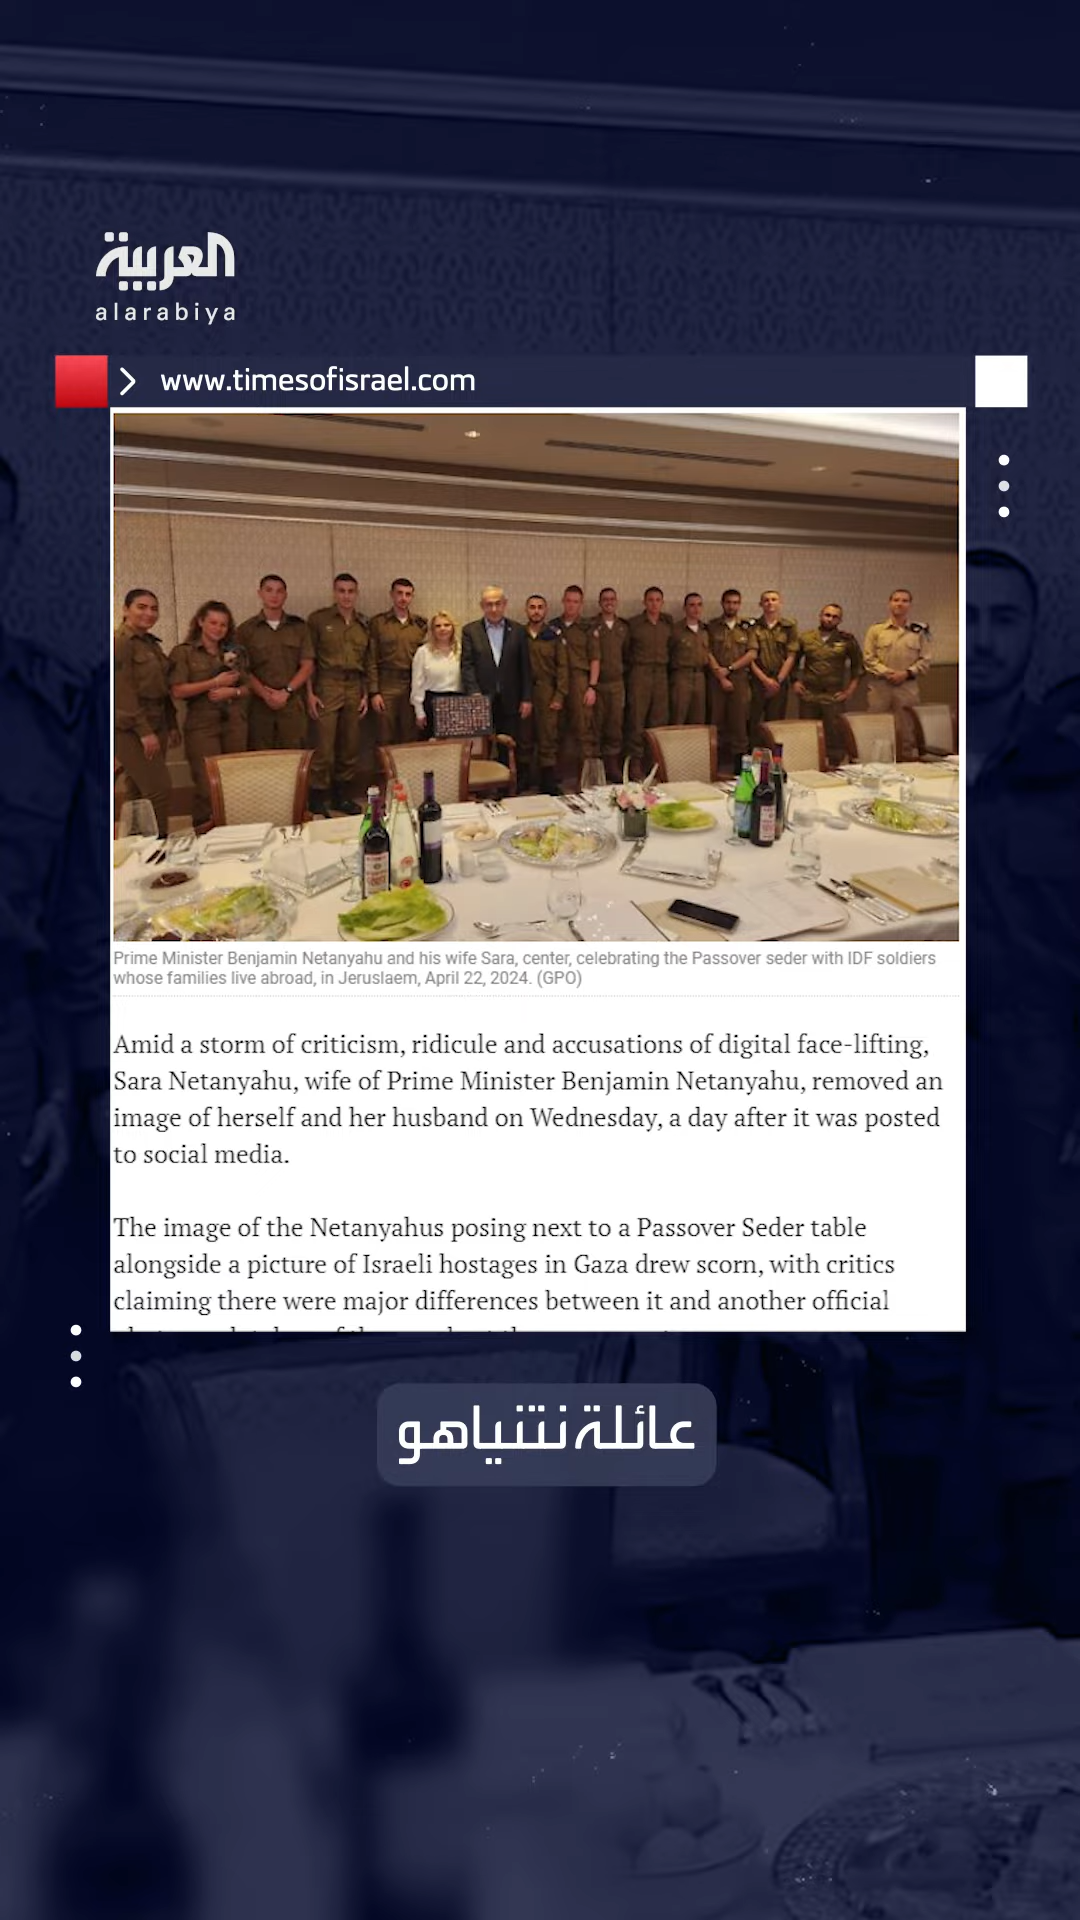 العربية
alarabiya
www.timesofisrael.com
Prime Minister Benjamin Netanyahu and his wife Sara, center, celebrating the Passover seder with IDF soldiers
whose families live abroad, in Jeruslaem, April 22, 2024. (GPO)
Amid a storm of criticism, ridicule and accusations of digital face-lifting,
Sara Netanyahu, wife of Prime Minister Benjamin Netanyahu, removed an
image of herself and her husband on Wednesday, a day after it was posted
to social media.
The image of the Netanyahus posing next to a Passover Seder table
alongside a picture of Israeli hostages in Gaza drew scorn, with critics
claiming there were major differences between it and another official
عائلة نتنياهو